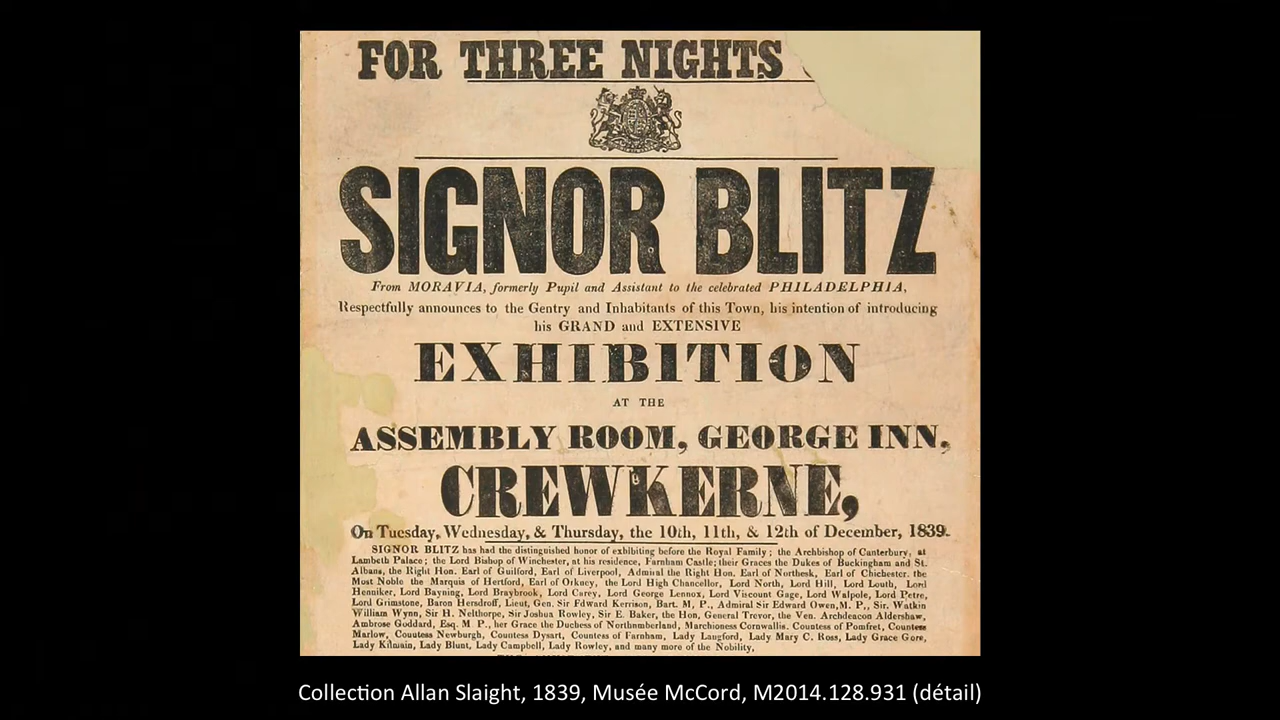 FOR THREE NIGHTS
SIGNOR BLITZ
From MORAVIA, formerly Pupil and Assistant to the celebrated PHILADELPHIA,
Respectfully announces to the Gentry and Inhabitants of this Town, his intention of introducing
his GRAND and EXTENSIVE
EXHIBITION
AT THE
ASSEMBLY ROOM, GEORGE INN,
CREWKERNE,
On Tuesday, Wednesday, & Thursday, the 10th, 11th, & 12th of December, 1839.
SIGNOR BLITZ has had the distinguished honor of exhibiting before the Royal Family; the Archbishop of Canterbury, at
Lambeth Palace; the Lord Bishop of Winchester, at his residence, Farnham Castle; their Graces the Dukes of Buckingham and St.
Albans, the Right Hon. Earl of Guilford, Earl of Liverpool, Admiral the Right Hon. Earl of Northesk, Earl of Chichester. the
Most Noble the Marquis of Hertford, Earl of Orkney, the Lord High Chancellor, Lord North, Lord Hill, Lord Louth, Lord
Henniker, Lord Bayning, Lord Braybrook, Lord Corey, Lord George Lennox, Lord Viscount Gage, Lord Walpole, Lord Petre,
Lord Grimstone, Baron Hersdroff, Lieut, Gen. Sir Edward Kerrison, Bart. M, P., Admiral Sir Edward Owen, M. P., Sir. Watkin
William Wynn, Sir H. Nelthorpe, Sir Joshua Rowley, Sir E. Baker, the Hon, General Trevor, the Ven. Archdeacon Aldershaw,
Ambrose Goddard, Esq. M. P., her Grace the Duchess of Northumberland, Marchioness Cornwallis. Countess of Pomfret, Countess
Marlow, Countess Newburgh, Countess Dysart, Countess of Farnham, Lady Langford, Lady Mary C. Ross, Lady Grace Gore,
Lady Kilmain, Lady Blunt, Lady Campbell, Lady Rowley, and many more of the Nobility,
Collection Allan Slaight, 1839, Musée McCord, M2014.128.931 (détail)